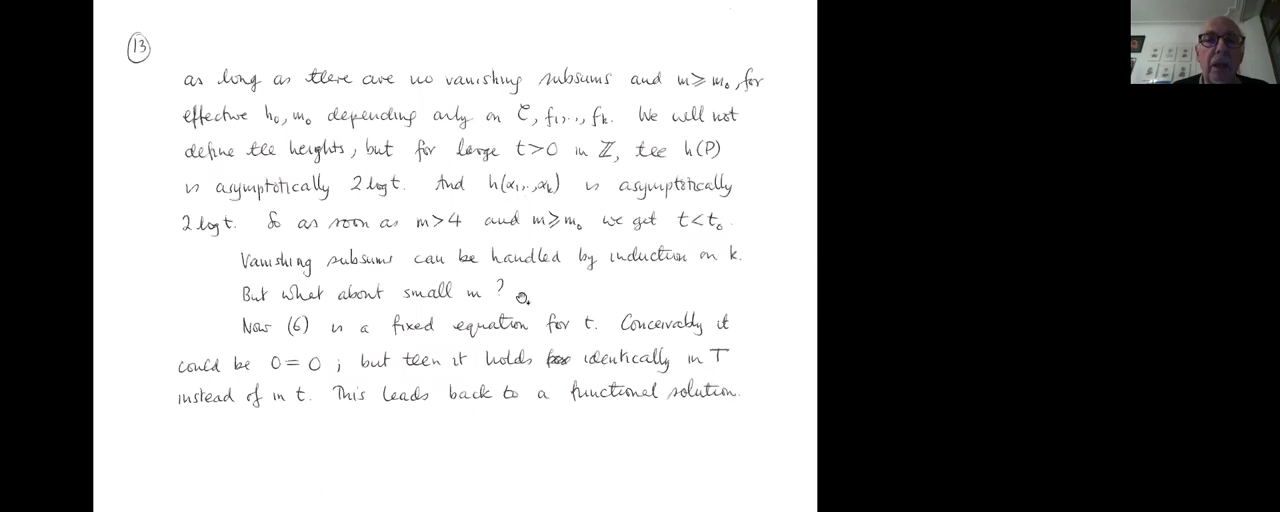 13
as long as there are no vanishing subsums and m ≥ m₀, for
effective h₀, m₀ depending only on C̃, f₁,..., fₖ. We will not
define the heights, but for large t>0 in ℤ, the h(P)
is asymptotically 2 log t. And h(α₁,..,αₖ) is asymptotically
2 log t. So as soon as m>4 and m≥m₀ we get t<t₀.
Vanishing subsums can be handled by induction on k.
But what about small m?
Now (6) is a fixed equation for t. Conceivably it
could be 0=0; but then it holds identically in T
instead of in t. This leads back to a functional solution.